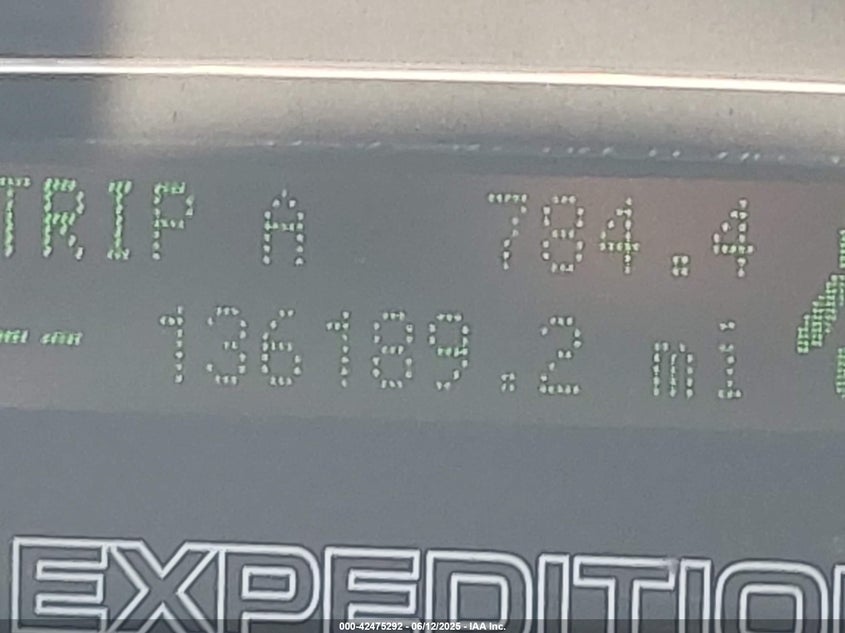 TRIP A 784.4
-- 136189.2 mi
EXPEDITIO
000-42475292 - 06/12/2025 - IAA Inc.